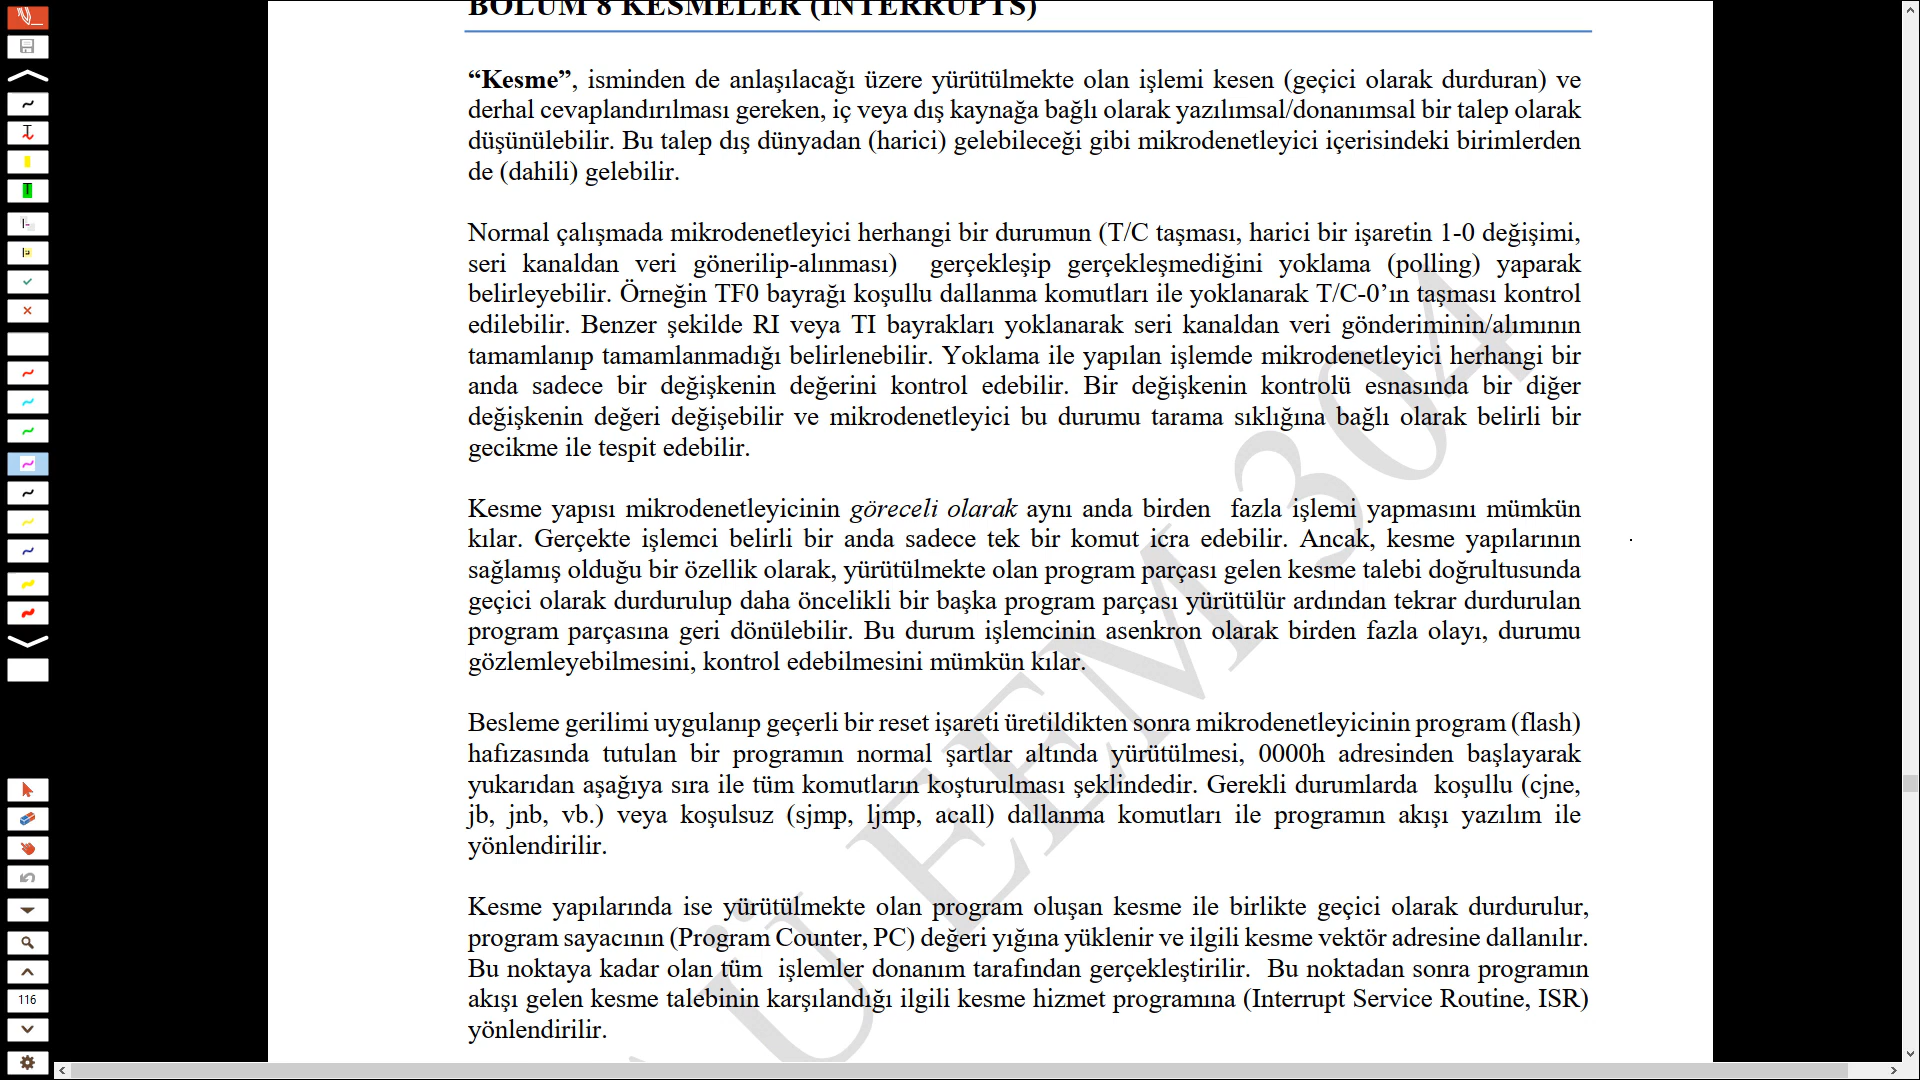 BÖLÜM 8 KESMELER (INTERRUPTS)
“Kesme”, isminden de anlaşılacağı üzere yürütülmekte olan işlemi kesen (geçici olarak durduran) ve
derhal cevaplandırılması gereken, iç veya dış kaynağa bağlı olarak yazılımsal/donanımsal bir talep olarak
düşünülebilir. Bu talep dış dünyadan (harici) gelebileceği gibi mikrodenetleyici içerisindeki birimlerden
de (dahili) gelebilir.
Normal çalışmada mikrodenetleyici herhangi bir durumun (T/C taşması, harici bir işaretin 1-0 değişimi,
seri kanaldan veri gönerilip-alınması) gerçekleşip gerçekleşmediğini yoklama (polling) yaparak
belirleyebilir. Örneğin TF0 bayrağı koşullu dallanma komutları ile yoklanarak T/C-0’ın taşması kontrol
edilebilir. Benzer şekilde RI veya TI bayrakları yoklanarak seri kanaldan veri gönderiminin/alımının
tamamlanıp tamamlanmadığı belirlenebilir. Yoklama ile yapılan işlemde mikrodenetleyici herhangi bir
anda sadece bir değişkenin değerini kontrol edebilir. Bir değişkenin kontrolü esnasında bir diğer
değişkenin değeri değişebilir ve mikrodenetleyici bu durumu tarama sıklığına bağlı olarak belirli bir
gecikme ile tespit edebilir.
Kesme yapısı mikrodenetleyicinin göreceli olarak aynı anda birden fazla işlemi yapmasını mümkün
kılar. Gerçekte işlemci belirli bir anda sadece tek bir komut icra edebilir. Ancak, kesme yapılarının
sağlamış olduğu bir özellik olarak, yürütülmekte olan program parçası gelen kesme talebi doğrultusunda
geçici olarak durdurulup daha öncelikli bir başka program parçası yürütülür ardından tekrar durdurulan
program parçasına geri dönülebilir. Bu durum işlemcinin asenkron olarak birden fazla olayı, durumu
gözlemleyebilmesini, kontrol edebilmesini mümkün kılar.
Besleme gerilimi uygulanıp geçerli bir reset işareti üretildikten sonra mikrodenetleyicinin program (flash)
hafızasında tutulan bir programın normal şartlar altında yürütülmesi, 0000h adresinden başlayarak
yukarıdan aşağıya sıra ile tüm komutların koşturulması şeklindedir. Gerekli durumlarda koşullu (cjne,
jb, jnb, vb.) veya koşulsuz (sjmp, ljmp, acall) dallanma komutları ile programın akışı yazılım ile
yönlendirilir.
Kesme yapılarında ise yürütülmekte olan program oluşan kesme ile birlikte geçici olarak durdurulur,
program sayacının (Program Counter, PC) değeri yığına yüklenir ve ilgili kesme vektör adresine dallanılır.
Bu noktaya kadar olan tüm işlemler donanım tarafından gerçekleştirilir. Bu noktadan sonra programın
akışı gelen kesme talebinin karşılandığı ilgili kesme hizmet programına (Interrupt Service Routine, ISR)
yönlendirilir.
Ü EEM 304
116